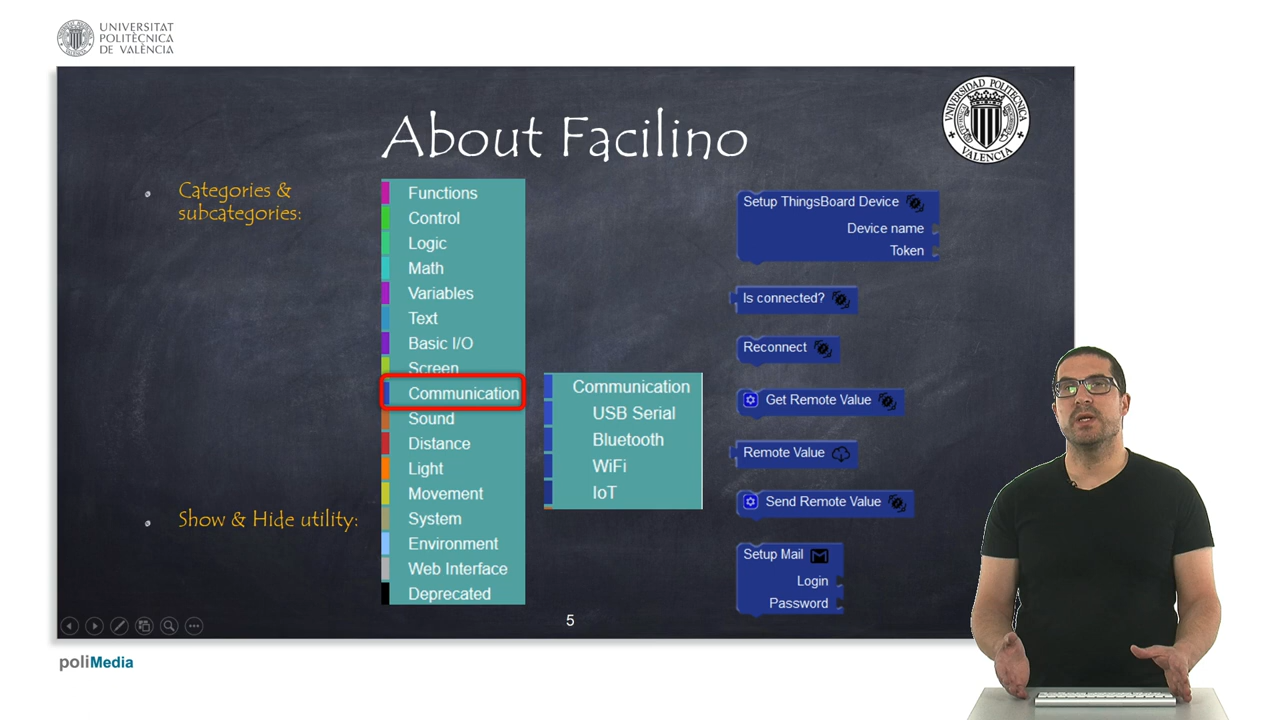 UNIVERSITAT
POLITÈCNICA
DE VALÈNCIA
About Facilino
UNIVERSIDAD POLITECNICA
VALENCIA
Categories &
subcategories:
Functions
Control
Logic
Math
Variables
Text
Basic I/O
Screen
Communication
Sound
Distance
Light
Movement
System
Environment
Web Interface
Deprecated
Communication
USB Serial
Bluetooth
WiFi
IoT
Setup ThingsBoard Device
Device name
Token
Is connected?
Reconnect
Get Remote Value
Remote Value
Send Remote Value
Setup Mail
Login
Password
Show & Hide utility:
5
poliMedia